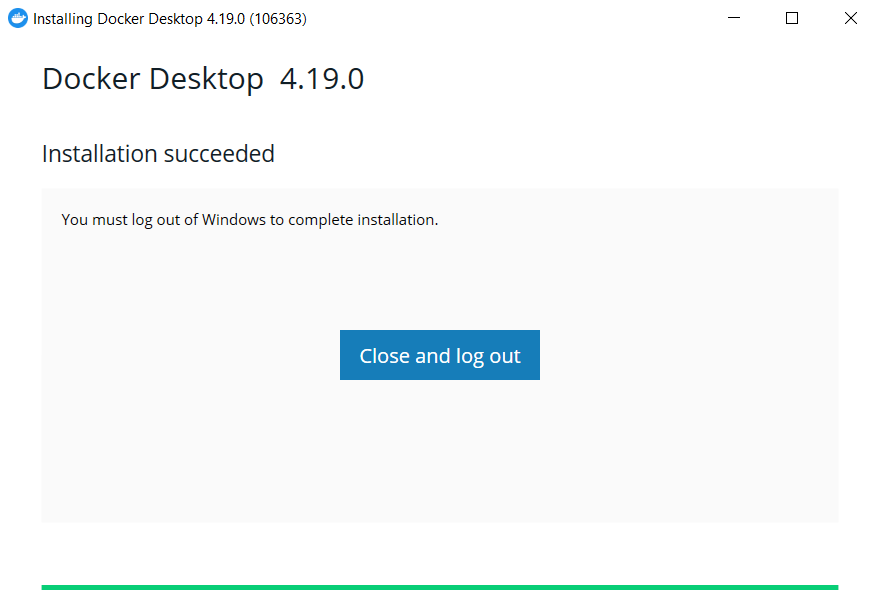 Installing Docker Desktop 4.19.0 (106363)
Docker Desktop 4.19.0
Installation succeeded
You must log out of Windows to complete installation.
Close and log out